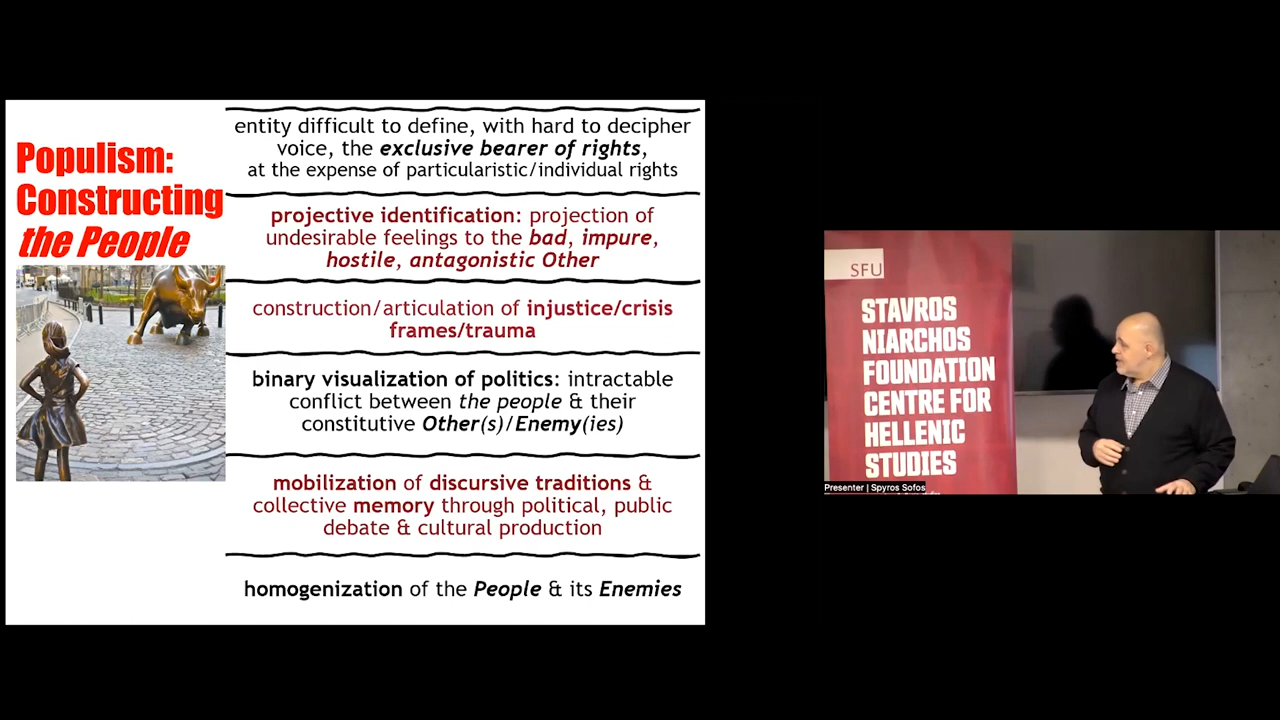 Populism:
Constructing
the People
entity difficult to define, with hard to decipher
voice, the exclusive bearer of rights,
at the expense of particularistic/individual rights
projective identification: projection of
undesirable feelings to the bad, impure,
hostile, antagonistic Other
construction/articulation of injustice/crisis
frames/trauma
binary visualization of politics: intractable
conflict between the people & their
constitutive Other(s)/Enemy(ies)
mobilization of discursive traditions &
collective memory through political, public
debate & cultural production
homogenization of the People & its Enemies
SFU
STAVROS
NIARCHOS
FOUNDATION
CENTRE FOR
HELLENIC
STUDIES
Presenter | Spyros Sofos